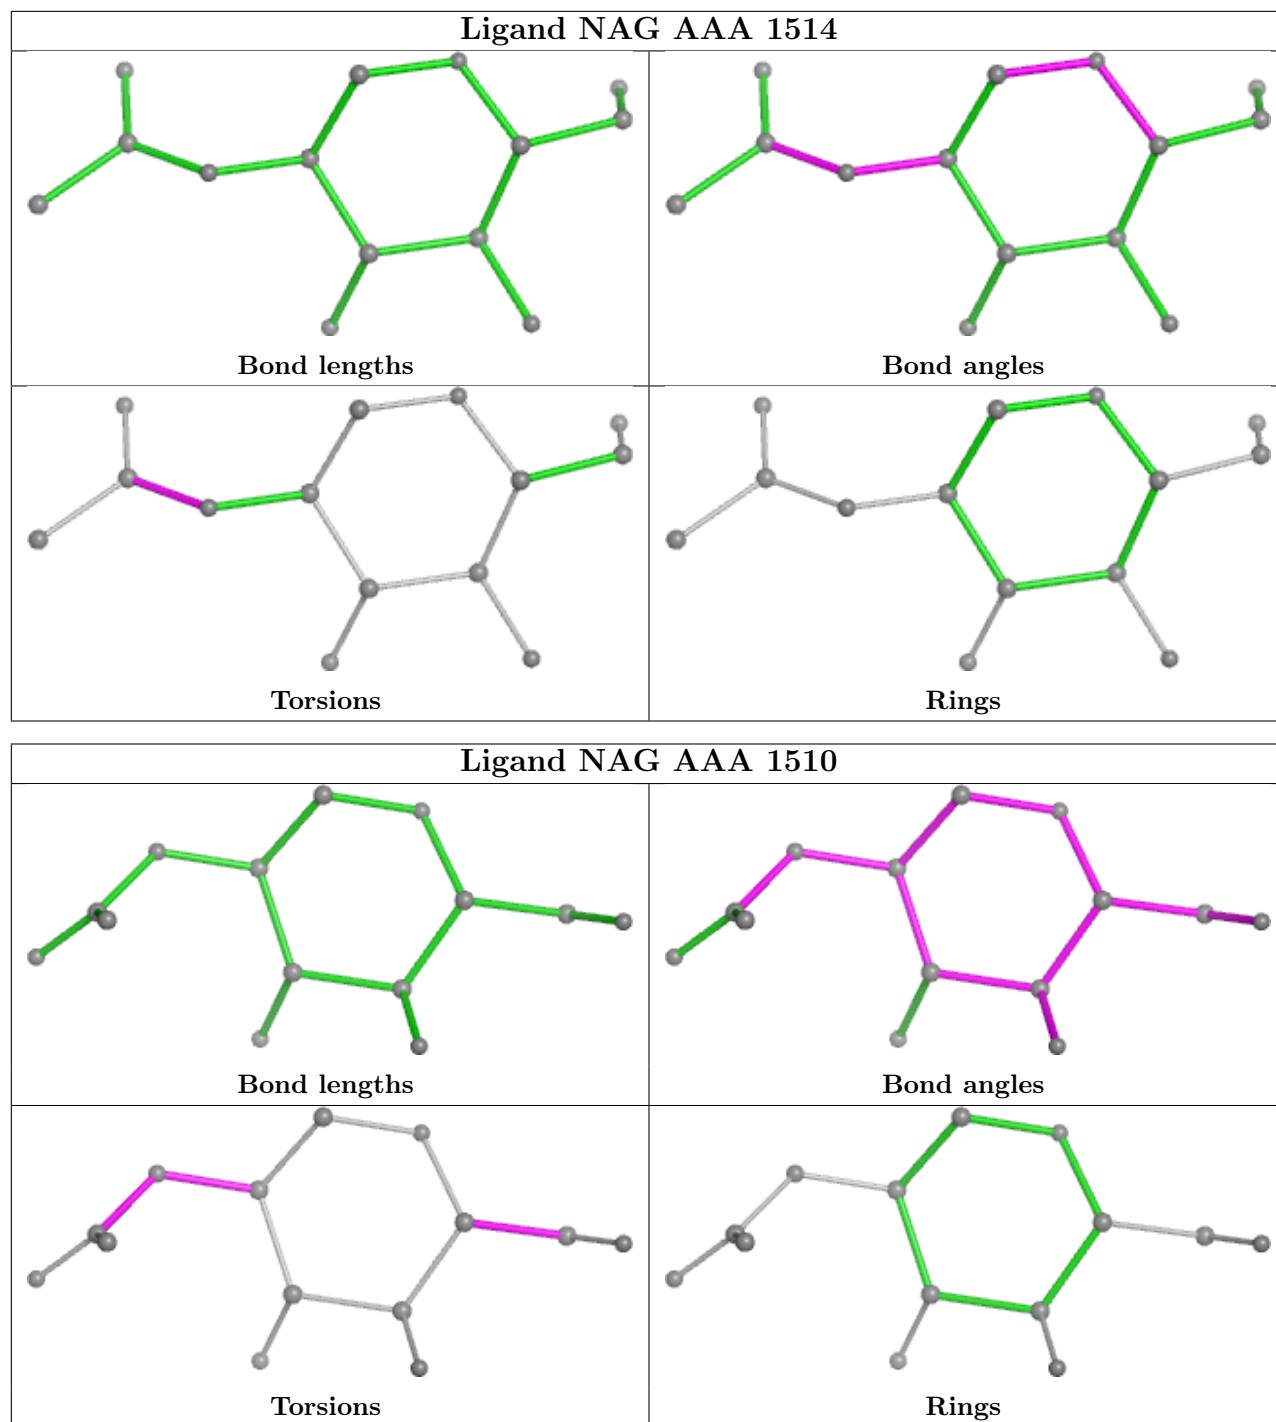 Ligand NAG AAA 1514
Bond lengths
Bond angles
Torsions
Rings
Ligand NAG AAA 1510
Bond lengths
Bond angles
Torsions
Rings